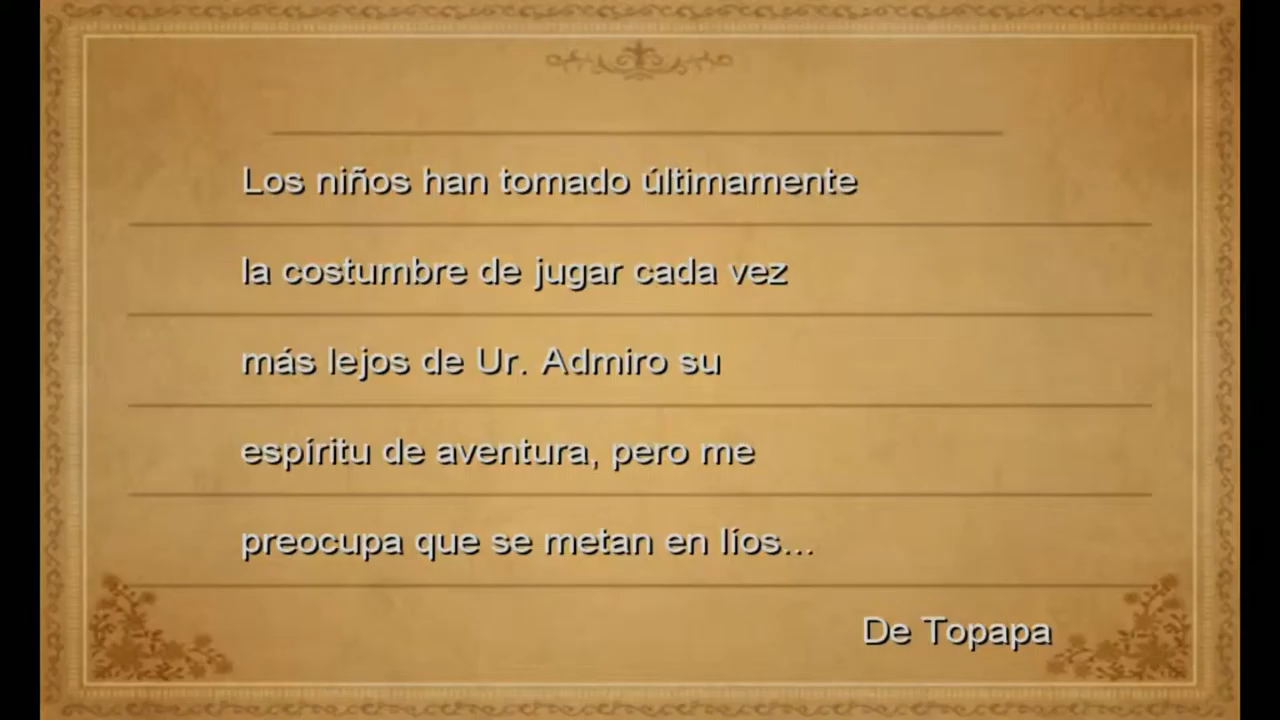 Los niños han tomado últimamente
la costumbre de jugar cada vez
más lejos de Ur. Admiro su
espíritu de aventura, pero me
preocupa que se metan en líos...
De Topapa